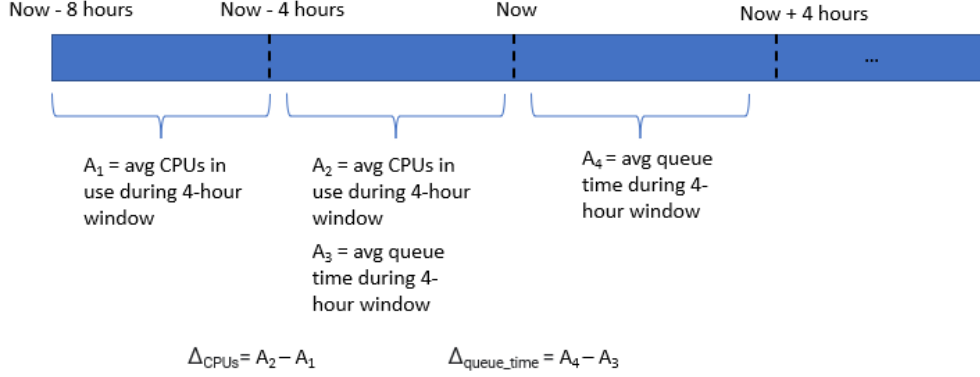 Now - 8 hours
Now - 4 hours
Now
Now + 4 hours
...
A₁ = avg CPUs in
use during 4-hour
window
A₂ = avg CPUs in
use during 4-hour
window
A₃ = avg queue
time during 4-
hour window
A₄ = avg queue
time during 4-
hour window
Δ_CPUs= A₂ – A₁
Δ_queue_time = A₄ – A₃